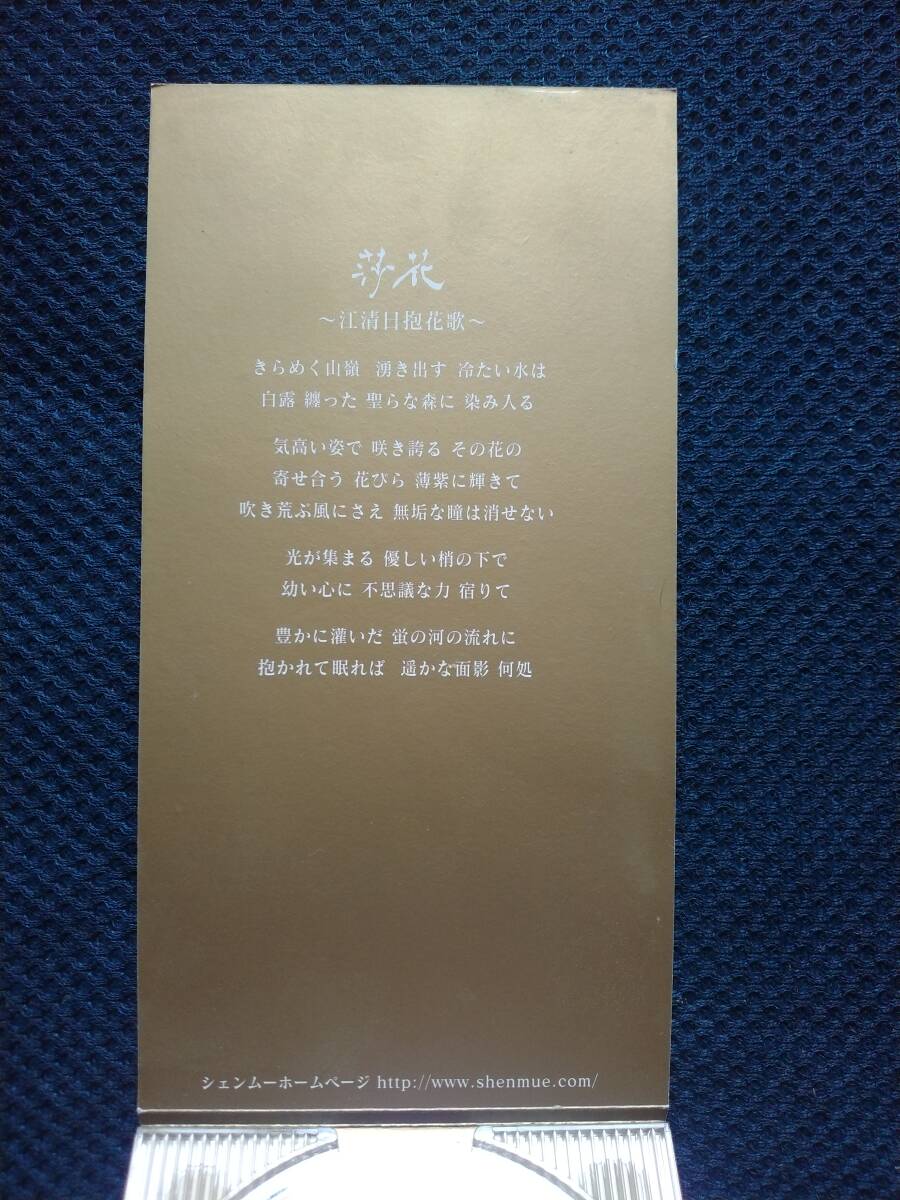 莎花
～江清日抱花歌～
きらめく山嶺 湧き出す 冷たい水は
白露 纏った 聖らな森に 染み入る
気高い姿で 咲き誇る その花の
寄せ合う 花びら 薄紫に輝きて
吹き荒ぶ風にさえ 無垢な瞳は消せない
光が集まる 優しい梢の下で
幼い心に 不思議な力 宿りて
豊かに灌いだ 蛍の河の流れに
抱かれて眠れば 遥かな面影 何処
シェンムーホームページ http://www.shenmue.com/